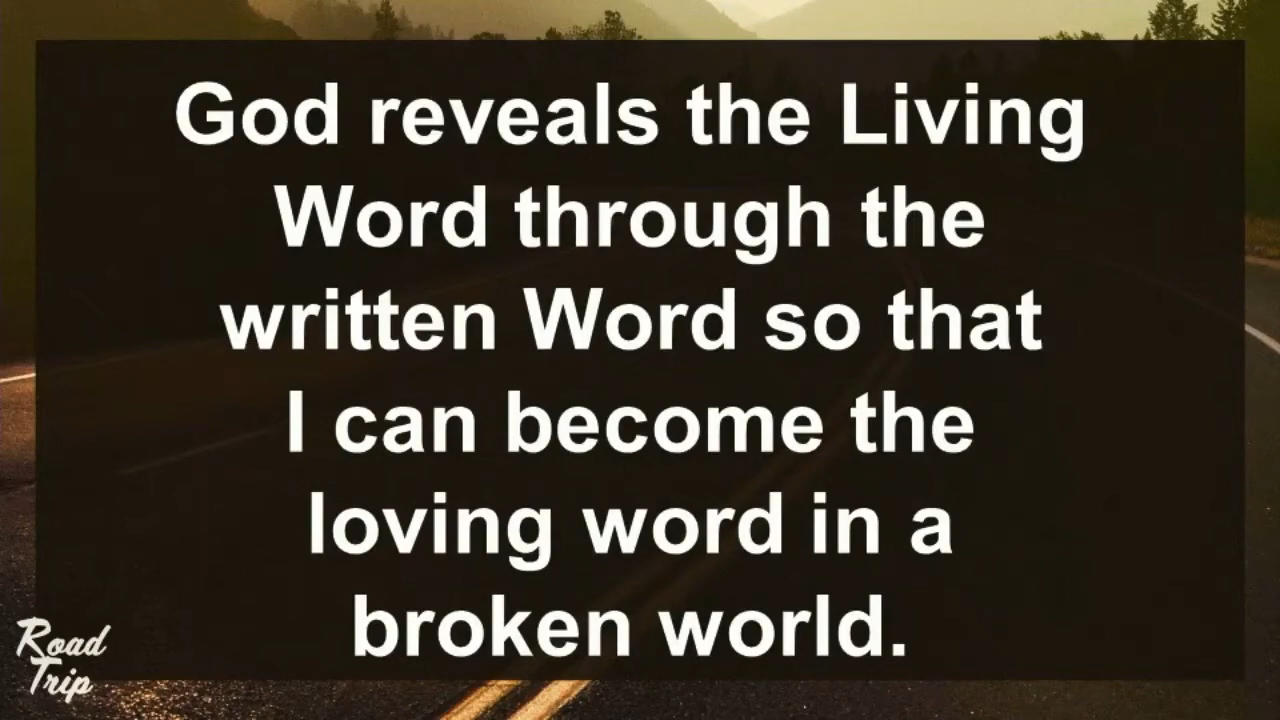 God reveals the Living
Word through the
written Word so that
I can become the
loving word in a
broken world.
Road
Trip